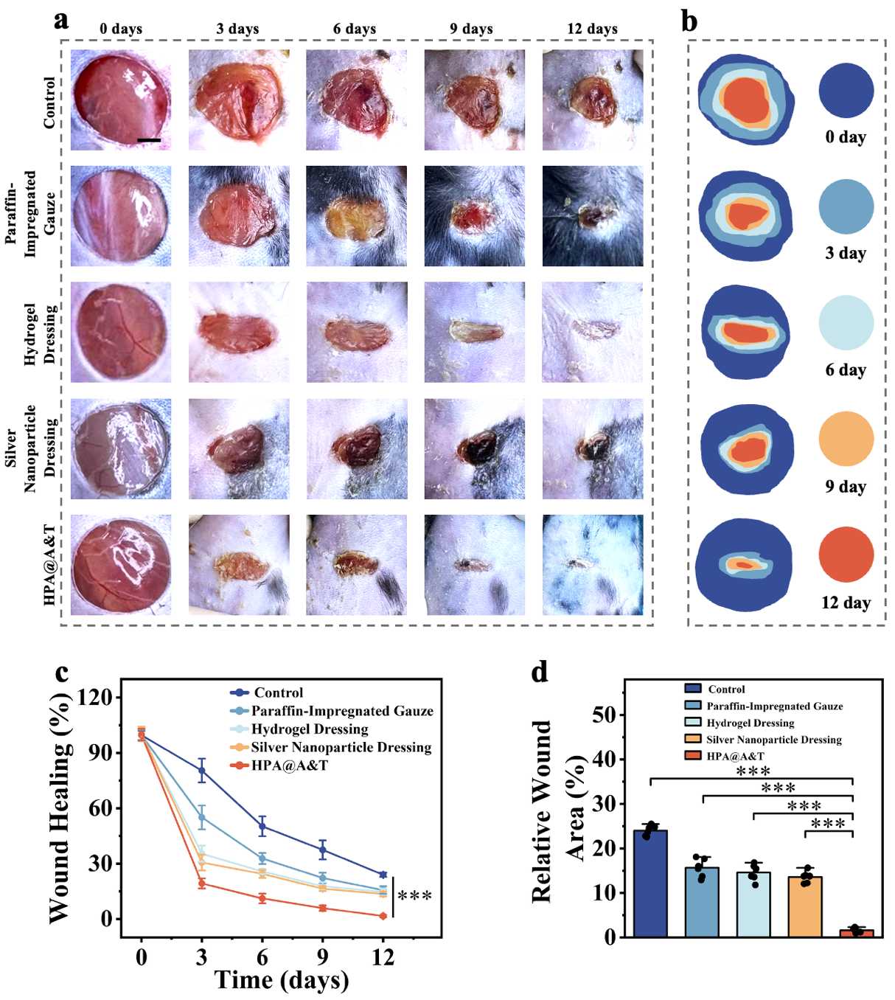 a
0 days 3 days 6 days 9 days 12 days
Control
Paraffin-
Impregnated
Gauze
Hydrogel
Dressing
Silver
Nanoparticle
Dressing
HPA@A&T
b
0 day
3 day
6 day
9 day
12 day
c
Wound Healing (%)
120
90
60
30
0
Control
Paraffin-Impregnated Gauze
Hydrogel Dressing
Silver Nanoparticle Dressing
HPA@A&T
***
0 3 6 9 12
Time (days)
d
Relative Wound
Area (%)
50
40
30
20
10
0
Control
Paraffin-Impregnated Gauze
Hydrogel Dressing
Silver Nanoparticle Dressing
HPA@A&T
***
***
***
***